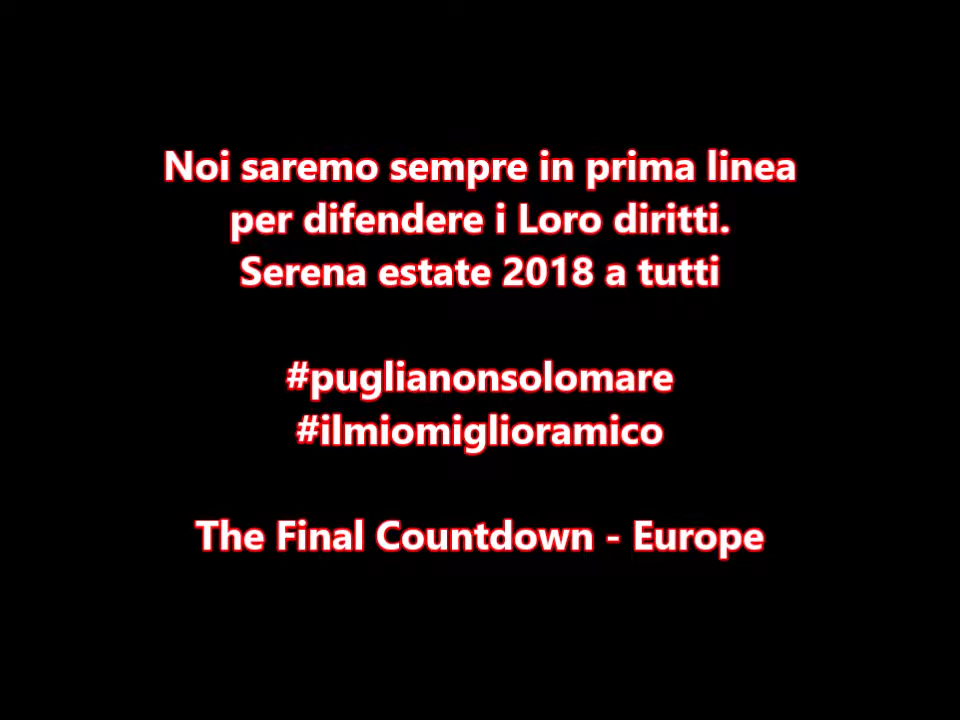 Noi saremo sempre in prima linea
per difendere i Loro diritti.
Serena estate 2018 a tutti
#puglianonsolomare
#ilmiomiglioramico
The Final Countdown - Europe